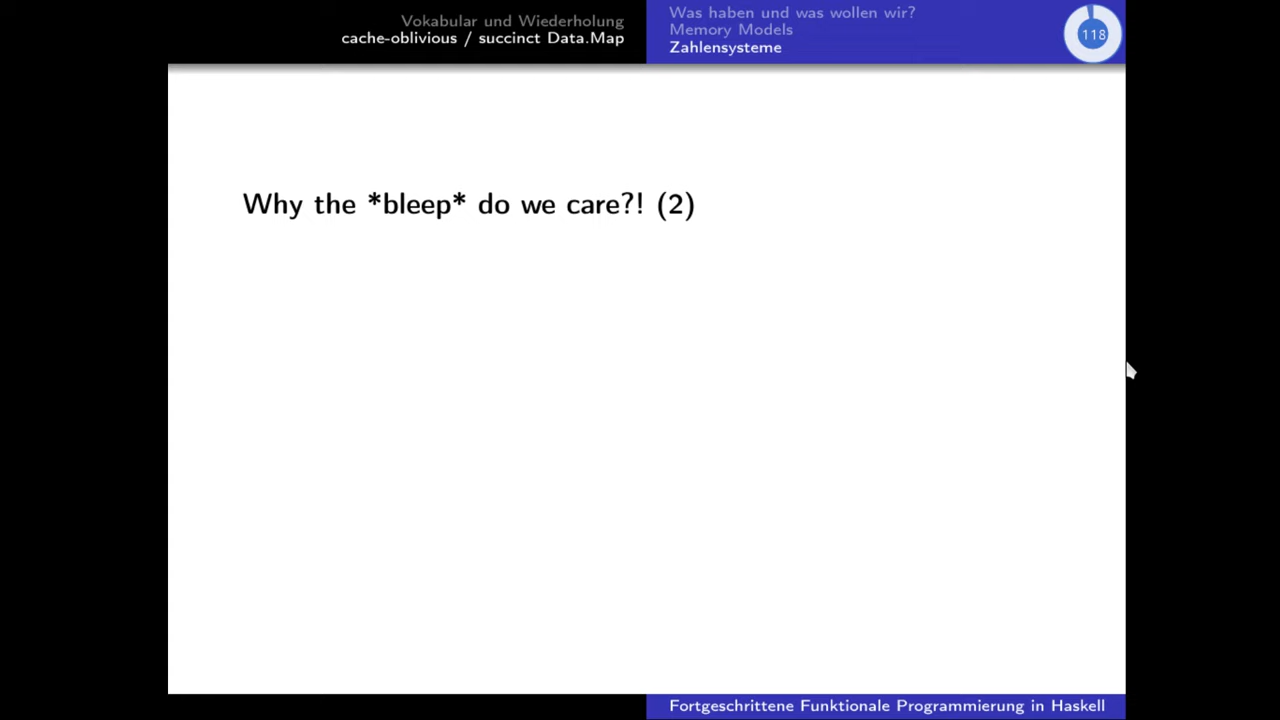 Vokabular und Wiederholung
cache-oblivious / succinct Data.Map
Was haben und was wollen wir?
Memory Models
Zahlensysteme
118
Why the *bleep* do we care?! (2)
Fortgeschrittene Funktionale Programmierung in Haskell